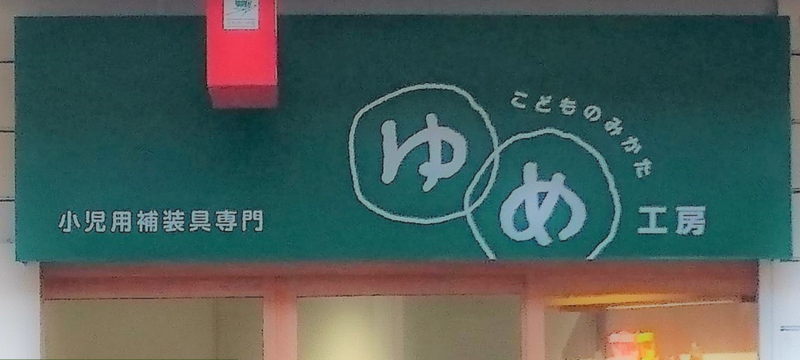 こどものみかた
ゆめ工房
小児用補装具専門